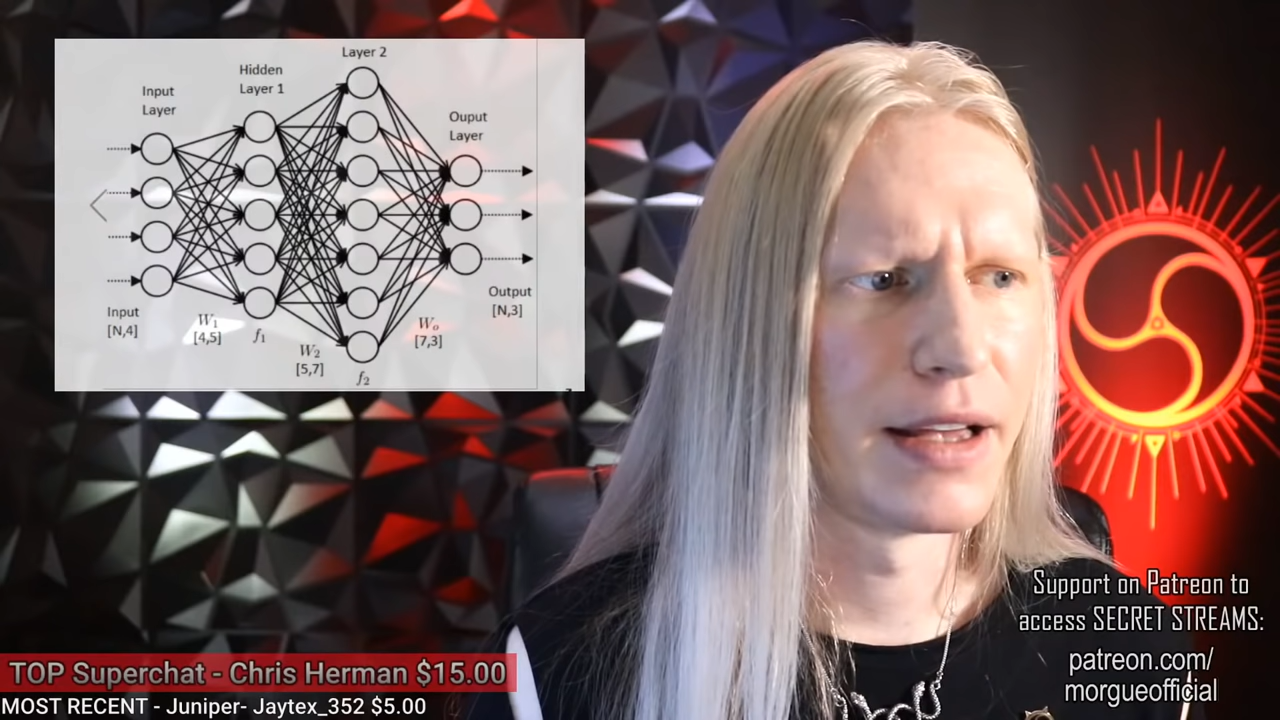 Layer 2
Hidden
Layer 1
Input
Layer
Ouput
Layer
Input
[N,4]
W₁
[4,5]
f₁
W₂
[5,7]
f₂
Wₒ
[7,3]
Output
[N,3]
Support on Patreon to
access SECRET STREAMS:
patreon.com/
morgueofficial
TOP Superchat - Chris Herman $15.00
MOST RECENT - Juniper- Jaytex_352 $5.00